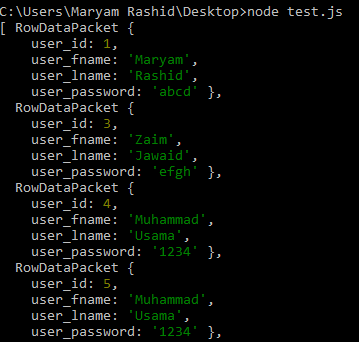 C:\Users\Maryam Rashid\Desktop>node test.js
[ RowDataPacket {
    user_id: 1,
    user_fname: 'Maryam',
    user_lname: 'Rashid',
    user_password: 'abcd' },
  RowDataPacket {
    user_id: 3,
    user_fname: 'Zaim',
    user_lname: 'Jawaid',
    user_password: 'efgh' },
  RowDataPacket {
    user_id: 4,
    user_fname: 'Muhammad',
    user_lname: 'Usama',
    user_password: '1234' },
  RowDataPacket {
    user_id: 5,
    user_fname: 'Muhammad',
    user_lname: 'Usama',
    user_password: '1234' },